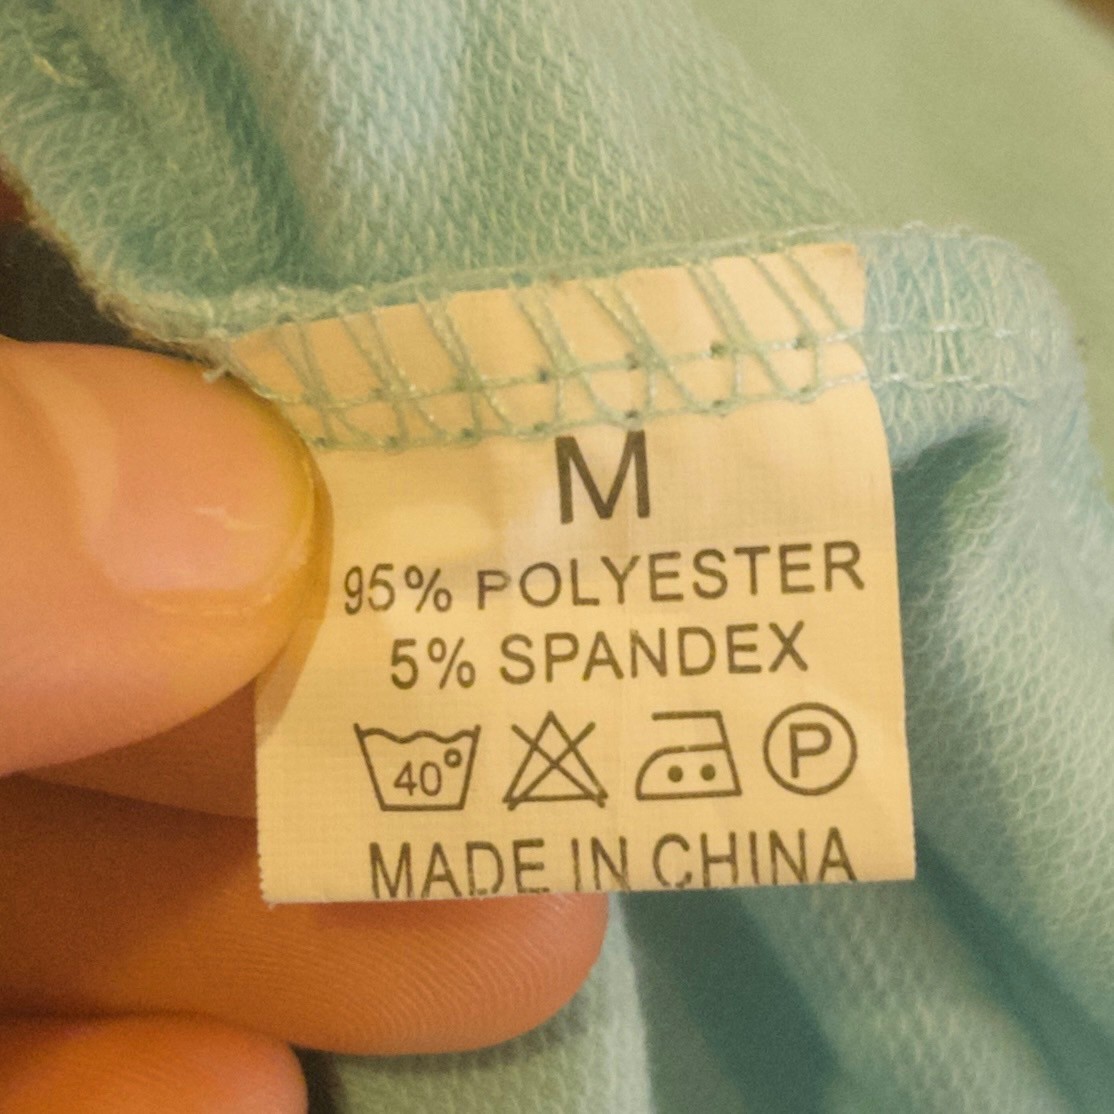 M
95% POLYESTER
5% SPANDEX
40° P
MADE IN CHINA